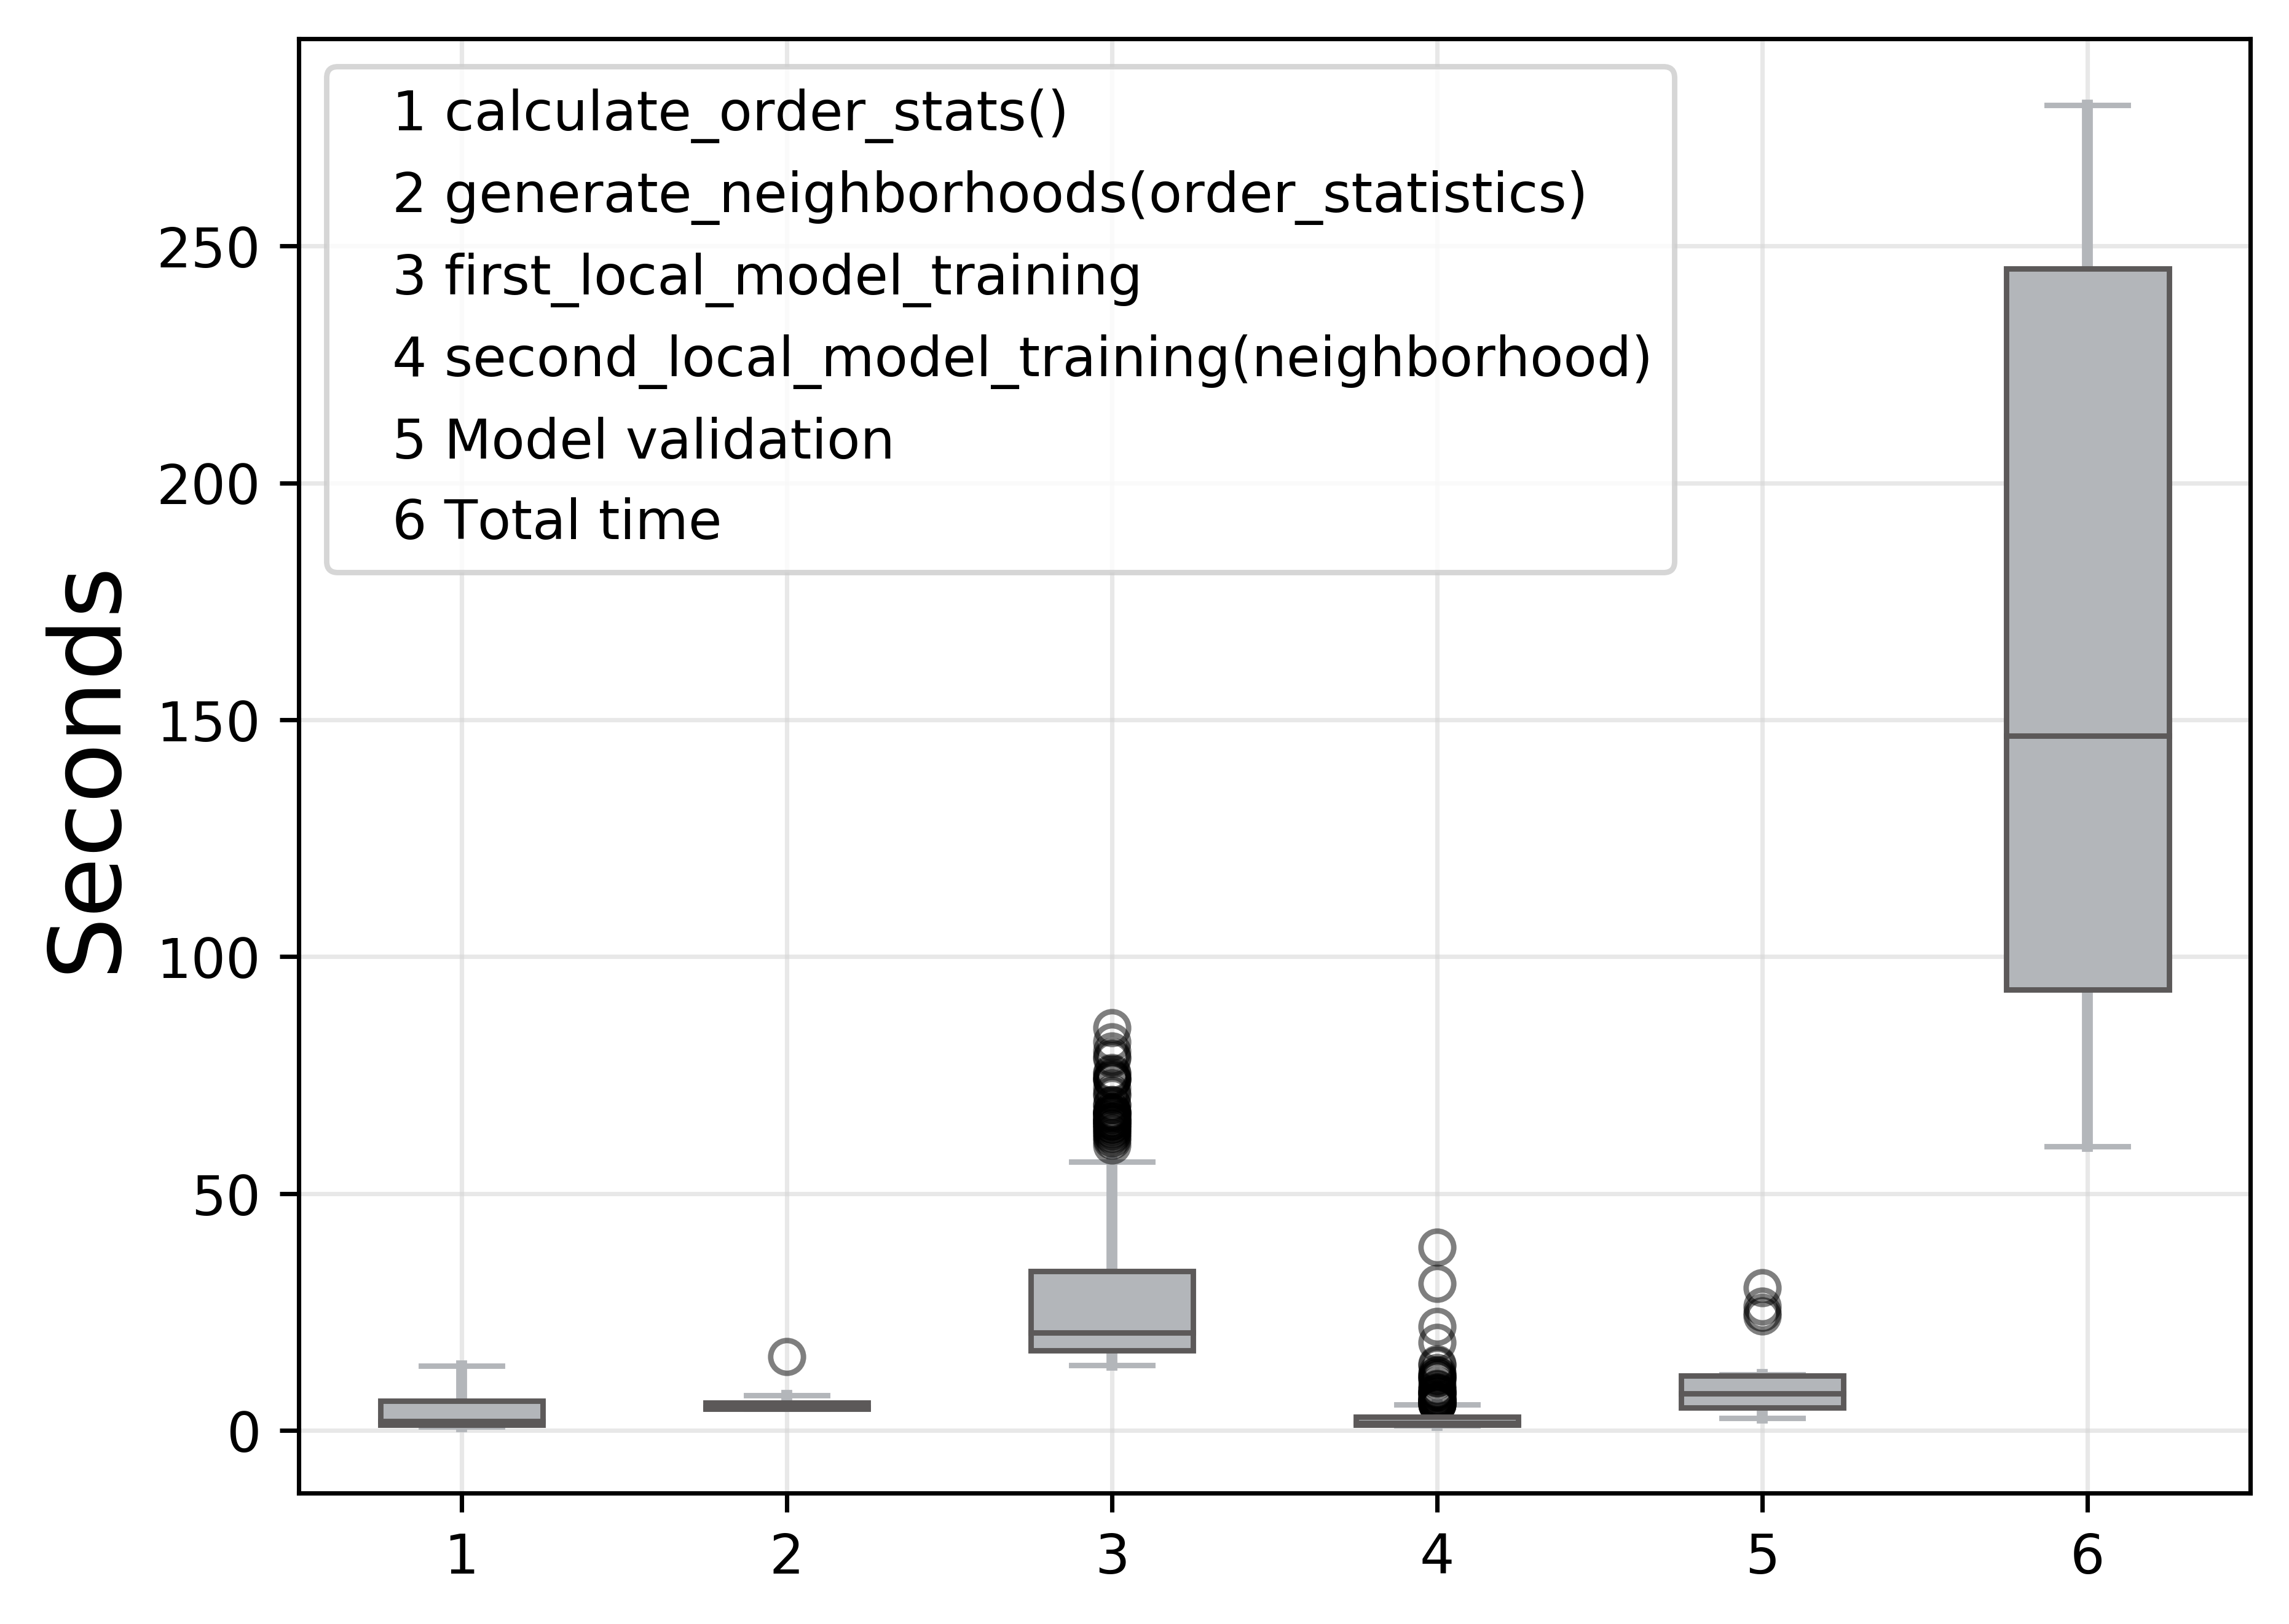 1 calculate_order_stats()
2 generate_neighborhoods(order_statistics)
3 first_local_model_training
4 second_local_model_training(neighborhood)
5 Model validation
6 Total time
Seconds
250
200
150
100
50
0
1 2 3 4 5 6